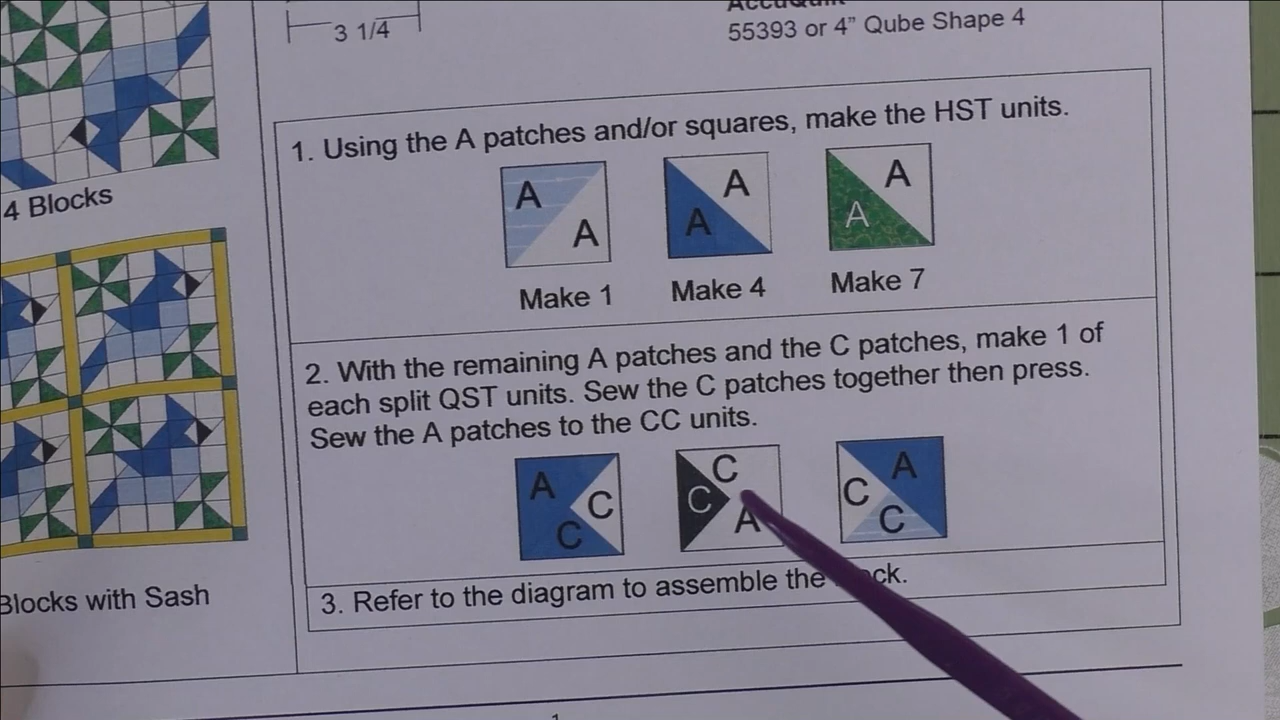 3 1/4
55393 or 4” Qube Shape 4
4 Blocks
1. Using the A patches and/or squares, make the HST units.
A A
A A
A A
Make 1
Make 4
Make 7
2. With the remaining A patches and the C patches, make 1 of
each split QST units. Sew the C patches together then press.
Sew the A patches to the CC units.
A C C
C C A
A C C
Blocks with Sash
3. Refer to the diagram to assemble the
1